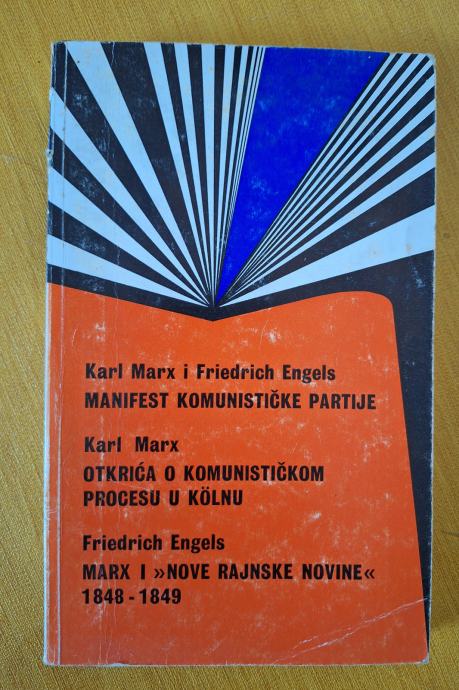 Karl Marx i Friedrich Engels
MANIFEST KOMUNISTIČKE PARTIJE
Karl Marx
OTKRIĆA O KOMUNISTIČKOM
PROCESU U KÖLNU
Friedrich Engels
MARX I »NOVE RAJNSKE NOVINE«
1848-1849